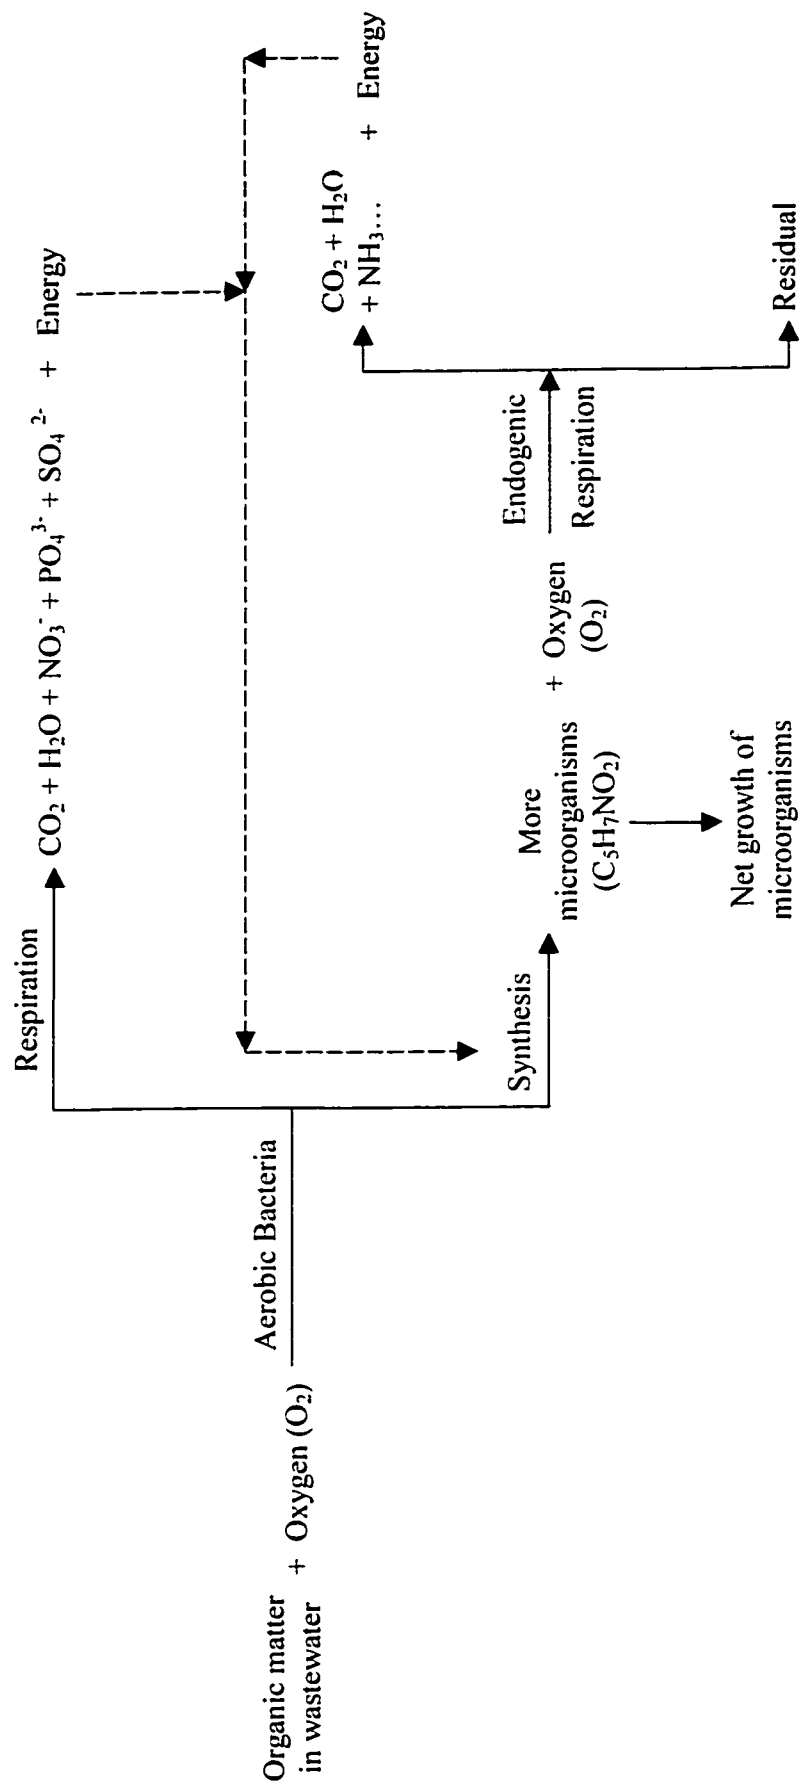 Organic matter
in wastewater
+ Oxygen (O₂)
Aerobic Bacteria
Respiration
CO₂ + H₂O + NO₃⁻ + PO₄³⁻ + SO₄²⁻ + Energy
Synthesis
More
microorganisms
(C₅H₇NO₂)
+ Oxygen
(O₂)
Net growth of
microorganisms
Endogenic
Respiration
CO₂ + H₂O
+ NH₃...
+ Energy
Residual